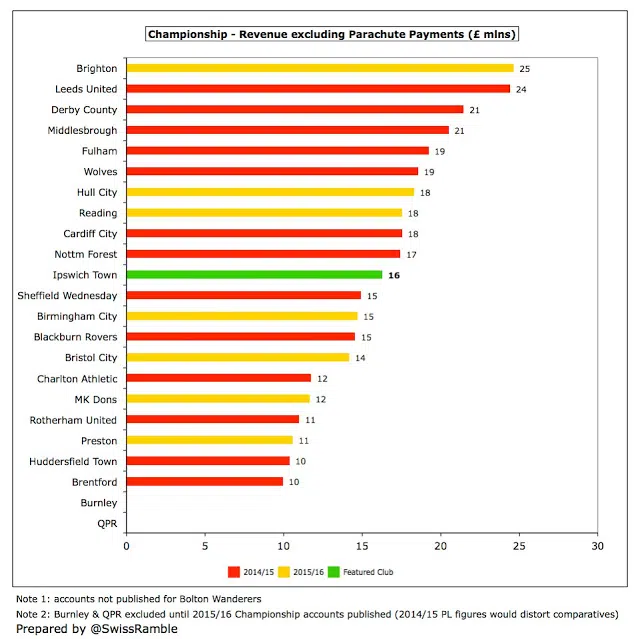 Championship - Revenue excluding Parachute Payments (£ mlns)
Brighton 25
Leeds United 24
Derby County 21
Middlesbrough 21
Fulham 19
Wolves 19
Hull City 18
Reading 18
Cardiff City 18
Nottm Forest 17
Ipswich Town 16
Sheffield Wednesday 15
Birmingham City 15
Blackburn Rovers 15
Bristol City 14
Charlton Athletic 12
MK Dons 12
Rotherham United 11
Preston 11
Huddersfield Town 10
Brentford 10
Burnley
QPR
0 5 10 15 20 25 30
2014/15 2015/16 Featured Club
Note 1: accounts not published for Bolton Wanderers
Note 2: Burnley & QPR excluded until 2015/16 Championship accounts published (2014/15 PL figures would distort comparatives)
Prepared by @SwissRamble